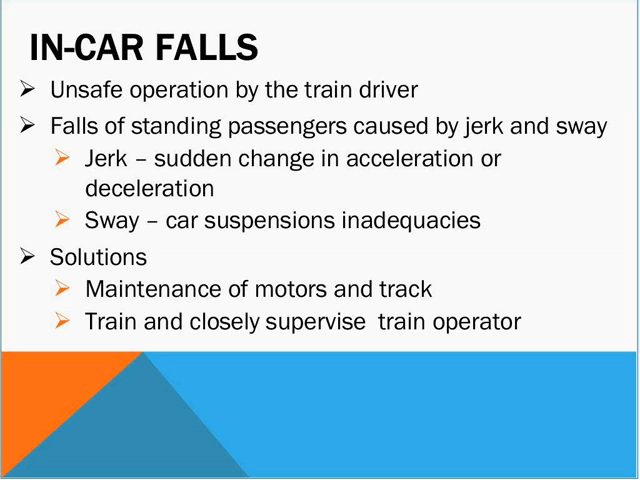 IN-CAR FALLS
➢ Unsafe operation by the train driver
➢ Falls of standing passengers caused by jerk and sway
➢ Jerk – sudden change in acceleration or
deceleration
➢ Sway – car suspensions inadequacies
➢ Solutions
➢ Maintenance of motors and track
➢ Train and closely supervise  train operator